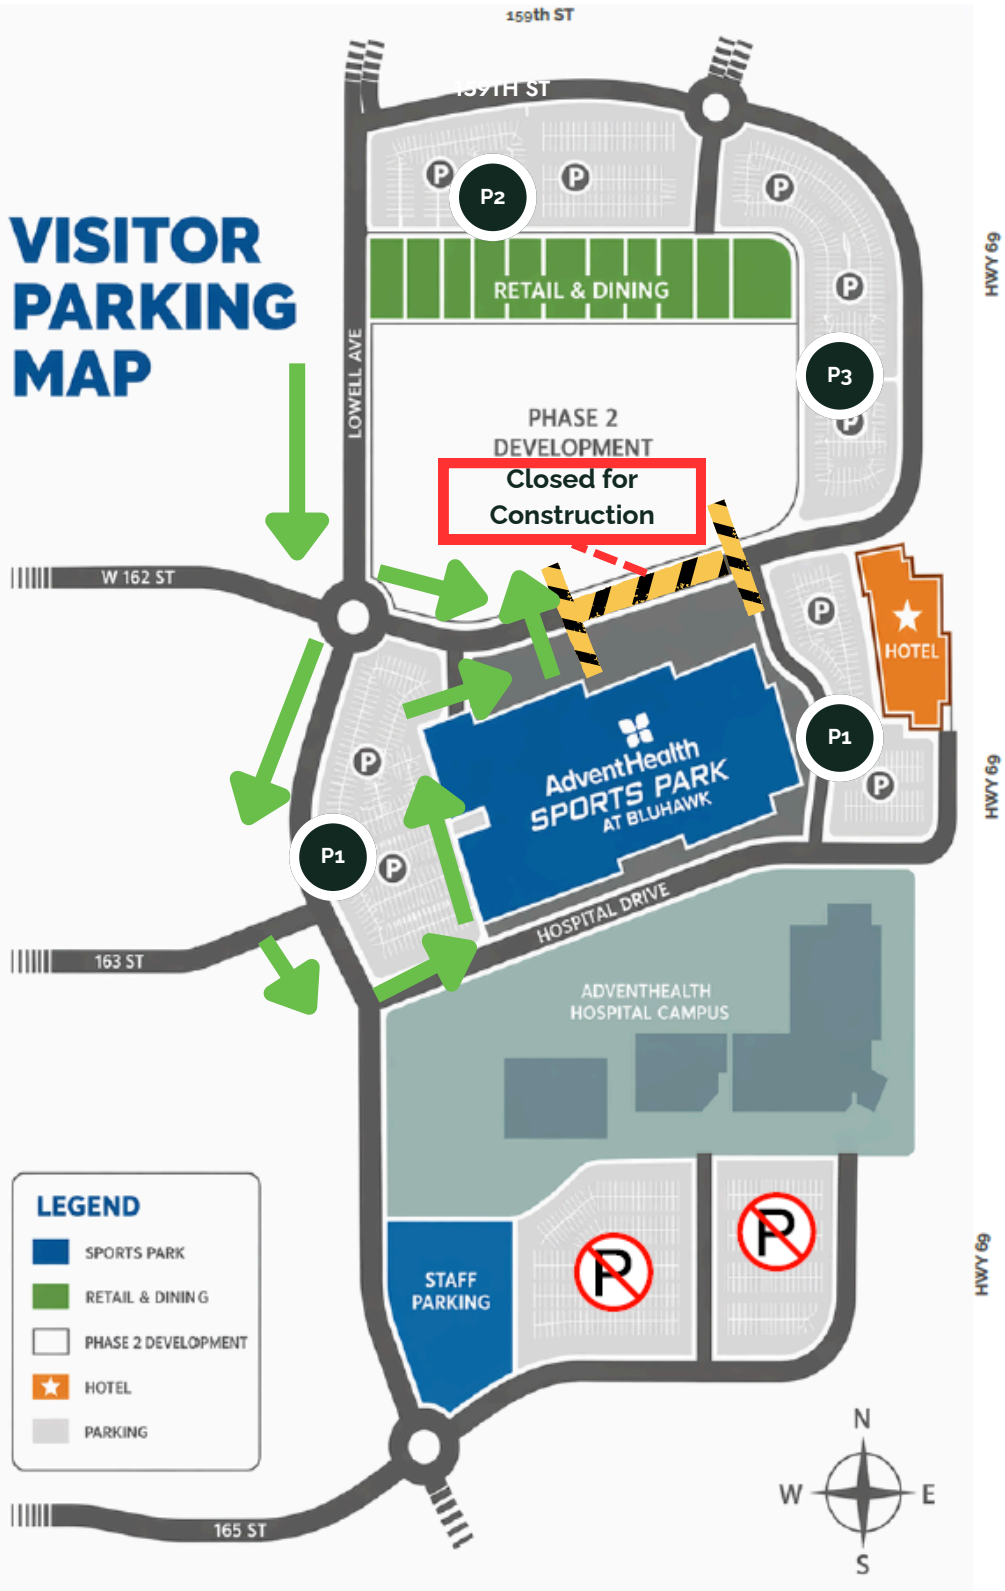 159th ST
159TH ST
P
P2
P
P
HWY 69
VISITOR
PARKING
MAP
RETAIL & DINING
P
LOWELL AVE
P3
P
PHASE 2
DEVELOPMENT
Closed for
Construction
W 162 ST
P
HOTEL
AdventHealth
SPORTS PARK
AT BLUHAWK
P
P1
P
HWY 69
P1
P
HOSPITAL DRIVE
163 ST
ADVENTHEALTH
HOSPITAL CAMPUS
LEGEND
SPORTS PARK
RETAIL & DINING
PHASE 2 DEVELOPMENT
HOTEL
PARKING
STAFF
PARKING
P
P
HWY 69
N
W
E
S
165 ST